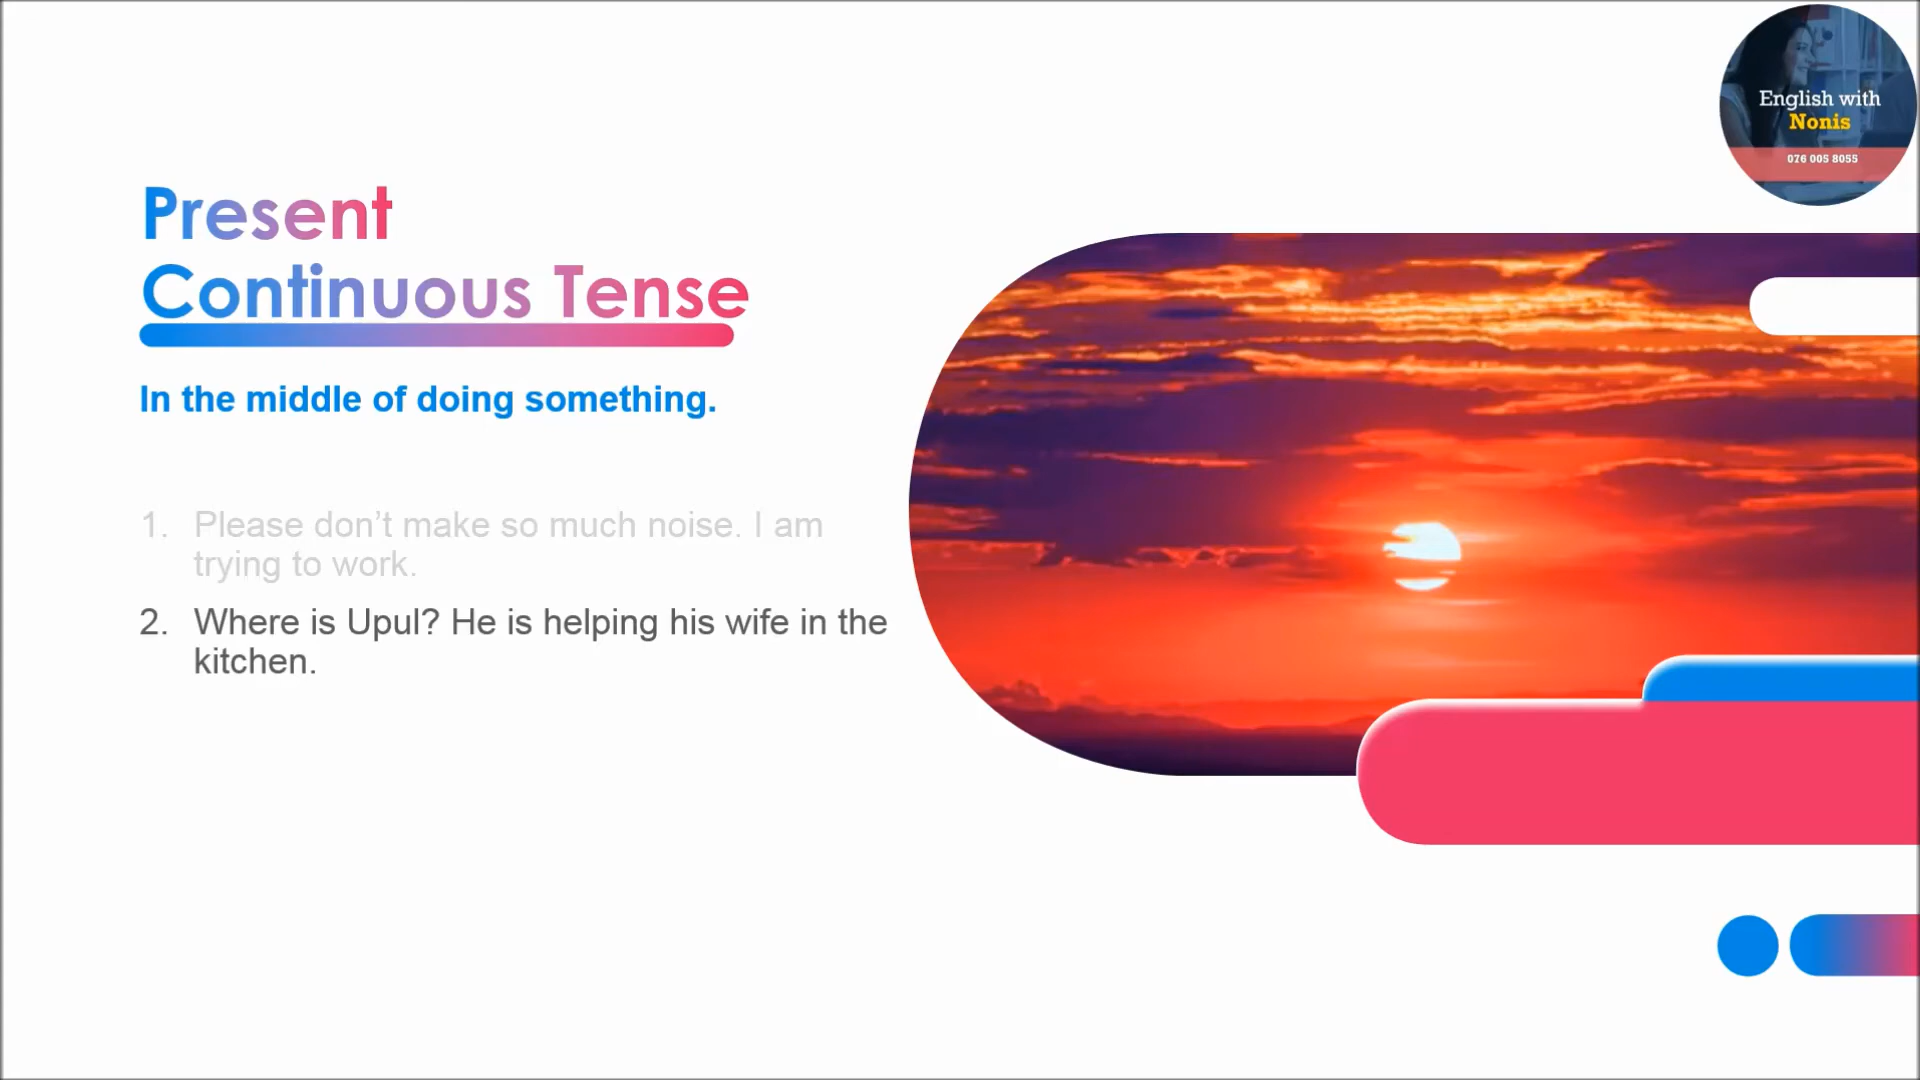 English with
Nonis
076 005 8055
Present
Continuous Tense
In the middle of doing something.
1. Please don’t make so much noise. I am
trying to work.
2. Where is Upul? He is helping his wife in the
kitchen.